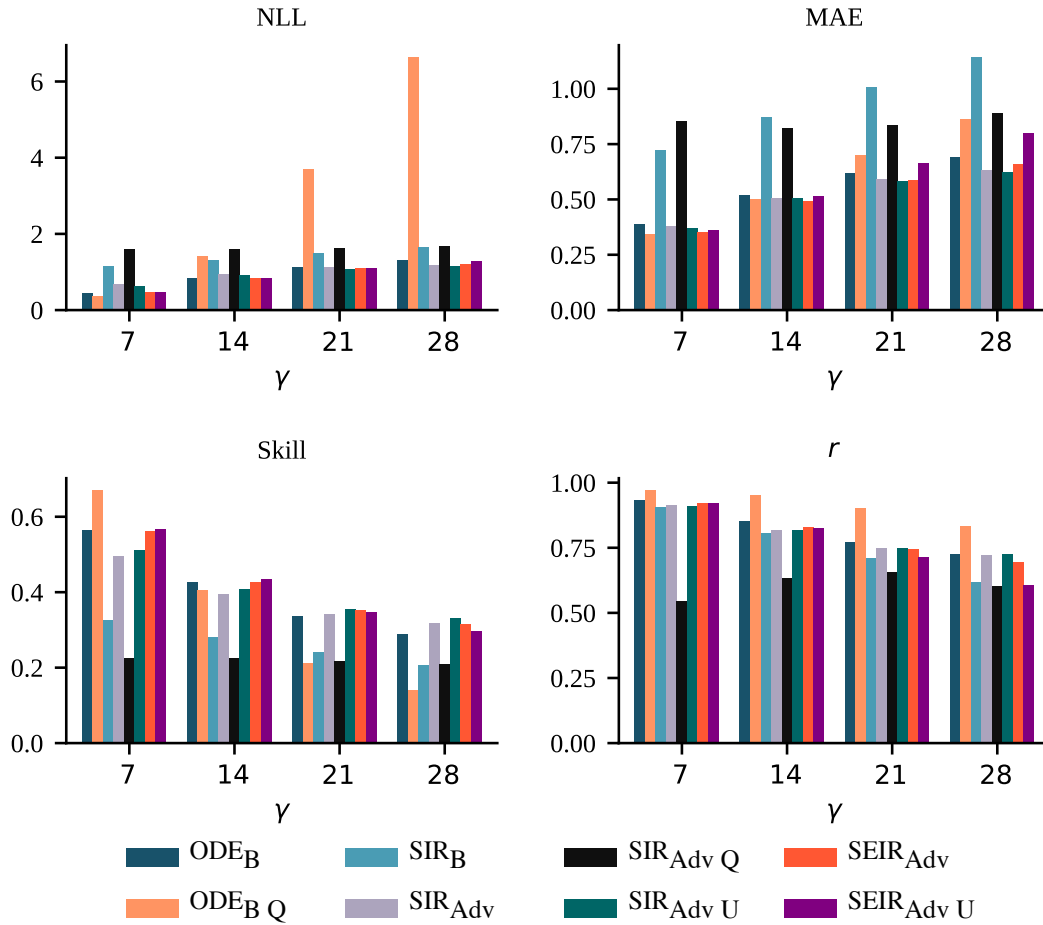 NLL
MAE
6
4
2
0
7 14 21 28
γ
1.00
0.75
0.50
0.25
0.00
7 14 21 28
γ
Skill
r
0.6
0.4
0.2
0.0
7 14 21 28
γ
1.00
0.75
0.50
0.25
0.00
7 14 21 28
γ
ODE_B SIR_B SIR_Adv Q SEIR_Adv
ODE_B Q SIR_Adv SIR_Adv U SEIR_Adv U